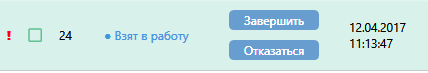 ! 24 • Взят в работу
Завершить
Отказаться
12.04.2017
11:13:47